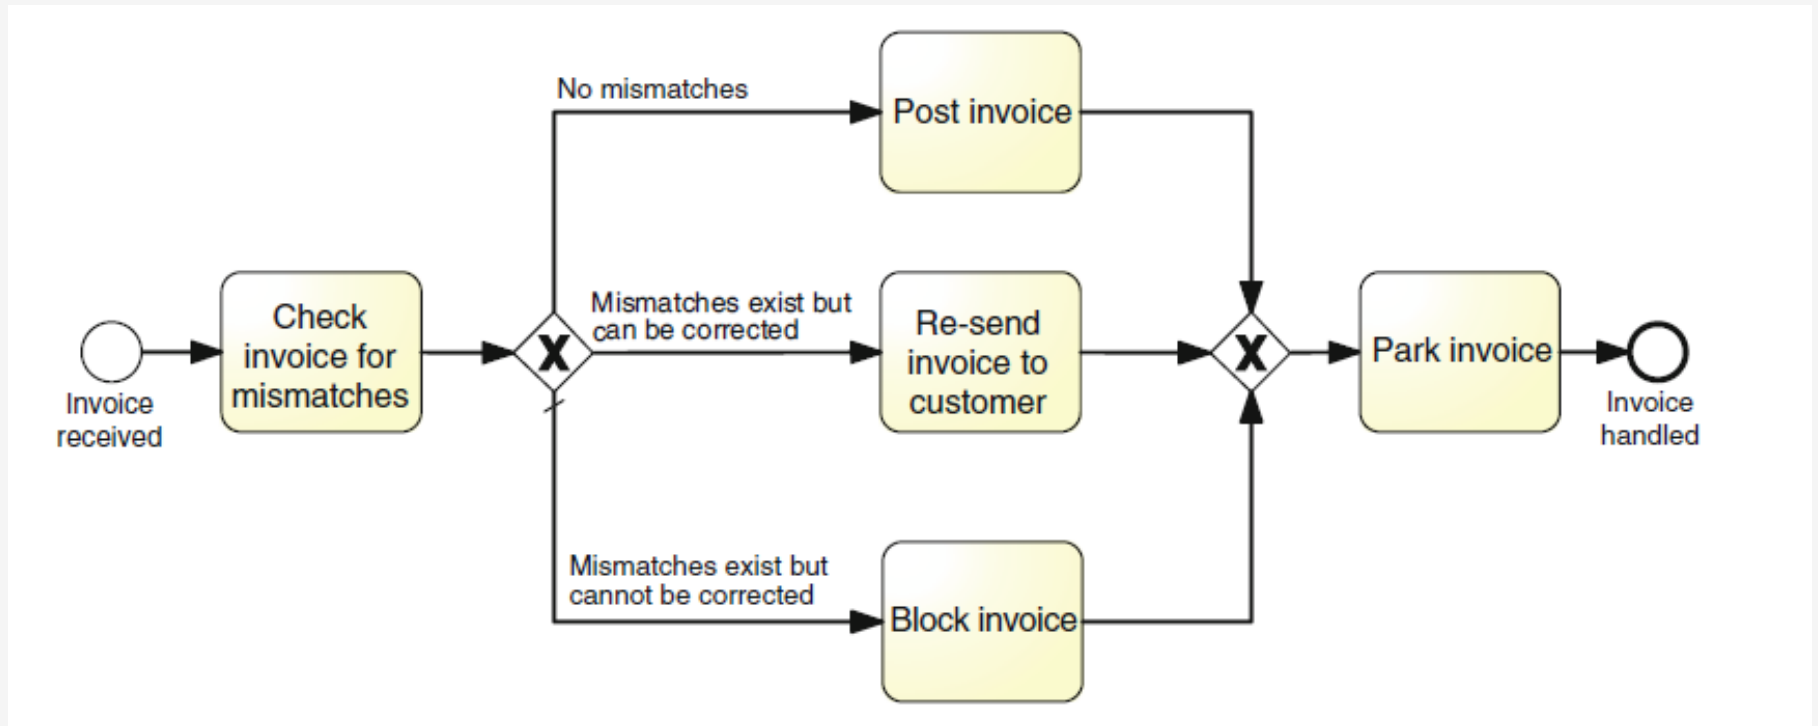 Invoice
received
Check
invoice for
mismatches
X
No mismatches
Mismatches exist but
can be corrected
Mismatches exist but
cannot be corrected
Post invoice
Re-send
invoice to
customer
Block invoice
X
Park invoice
Invoice
handled